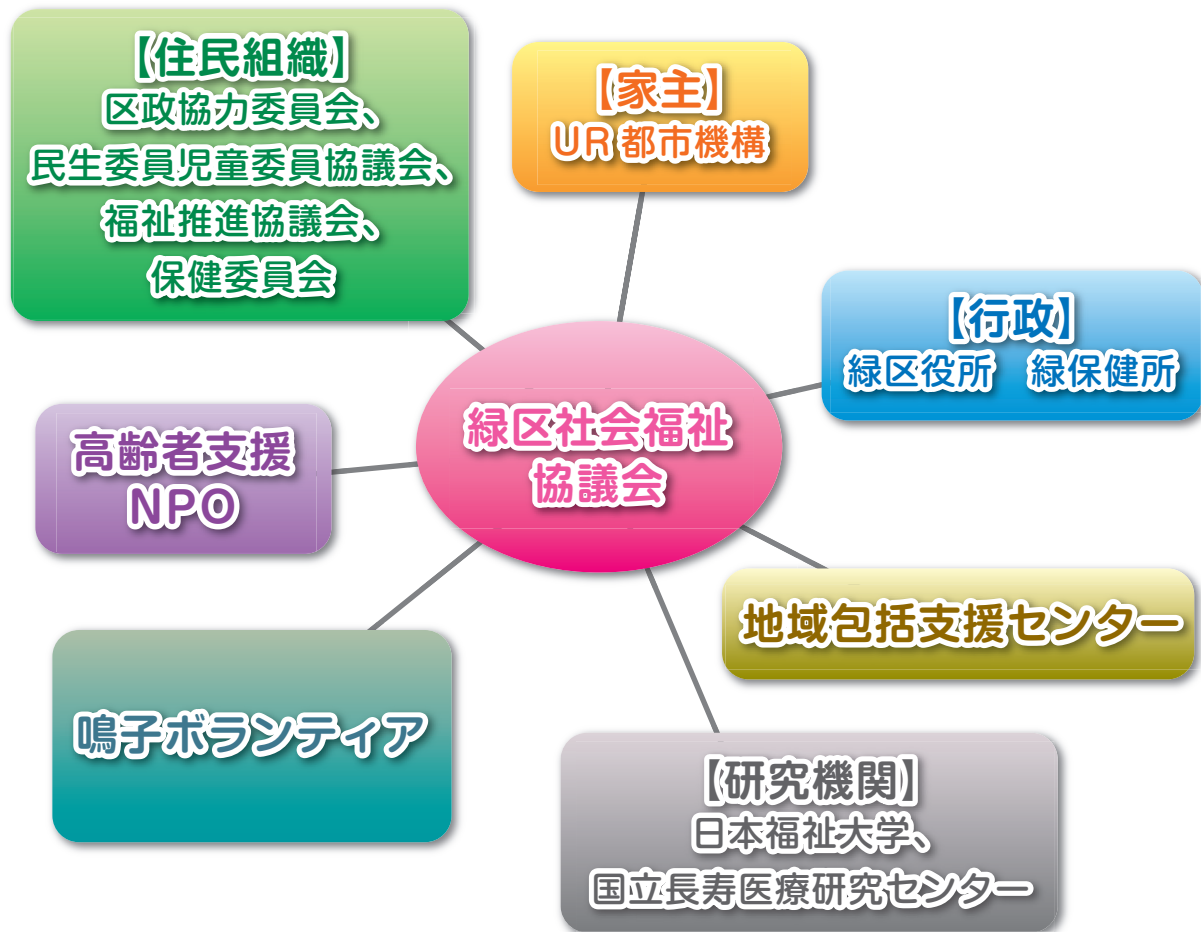 【住民組織】
区政協力委員会、
民生委員児童委員協議会、
福祉推進協議会、
保健委員会
【家主】
UR 都市機構
【行政】
緑区役所　緑保健所
緑区社会福祉
協議会
高齢者支援
NPO
地域包括支援センター
鳴子ボランティア
【研究機関】
日本福祉大学、
国立長寿医療研究センター